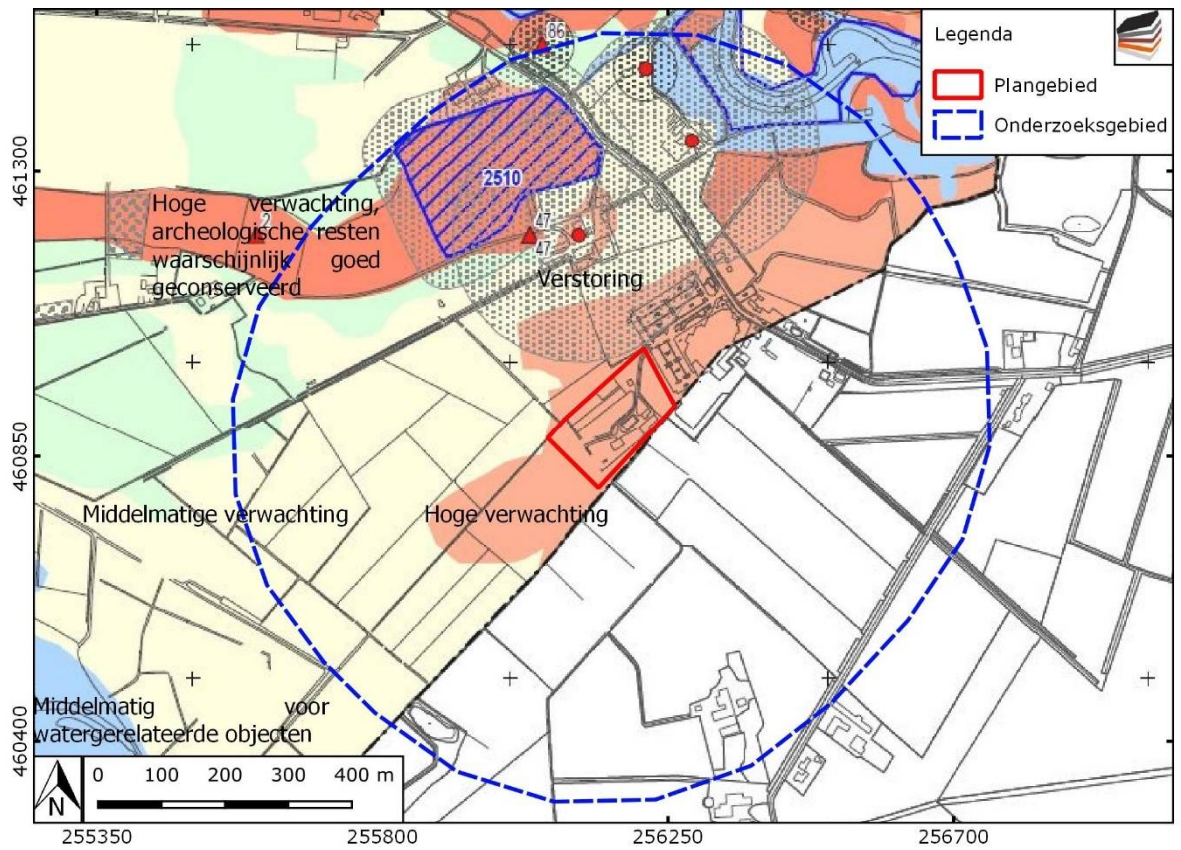 86
Legenda
Plangebied
Onderzoeksgebied
461300
2510
Hoge verwachting,
archeologische resten
waarschijnlijk goed
geconserveerd
2
47
47
Verstoring
460850
Middelmatige verwachting
Hoge verwachting
Middelmatig voor
watergerelateerde objecten
460400
0 100 200 300 400 m
N
255350 255800 256250 256700